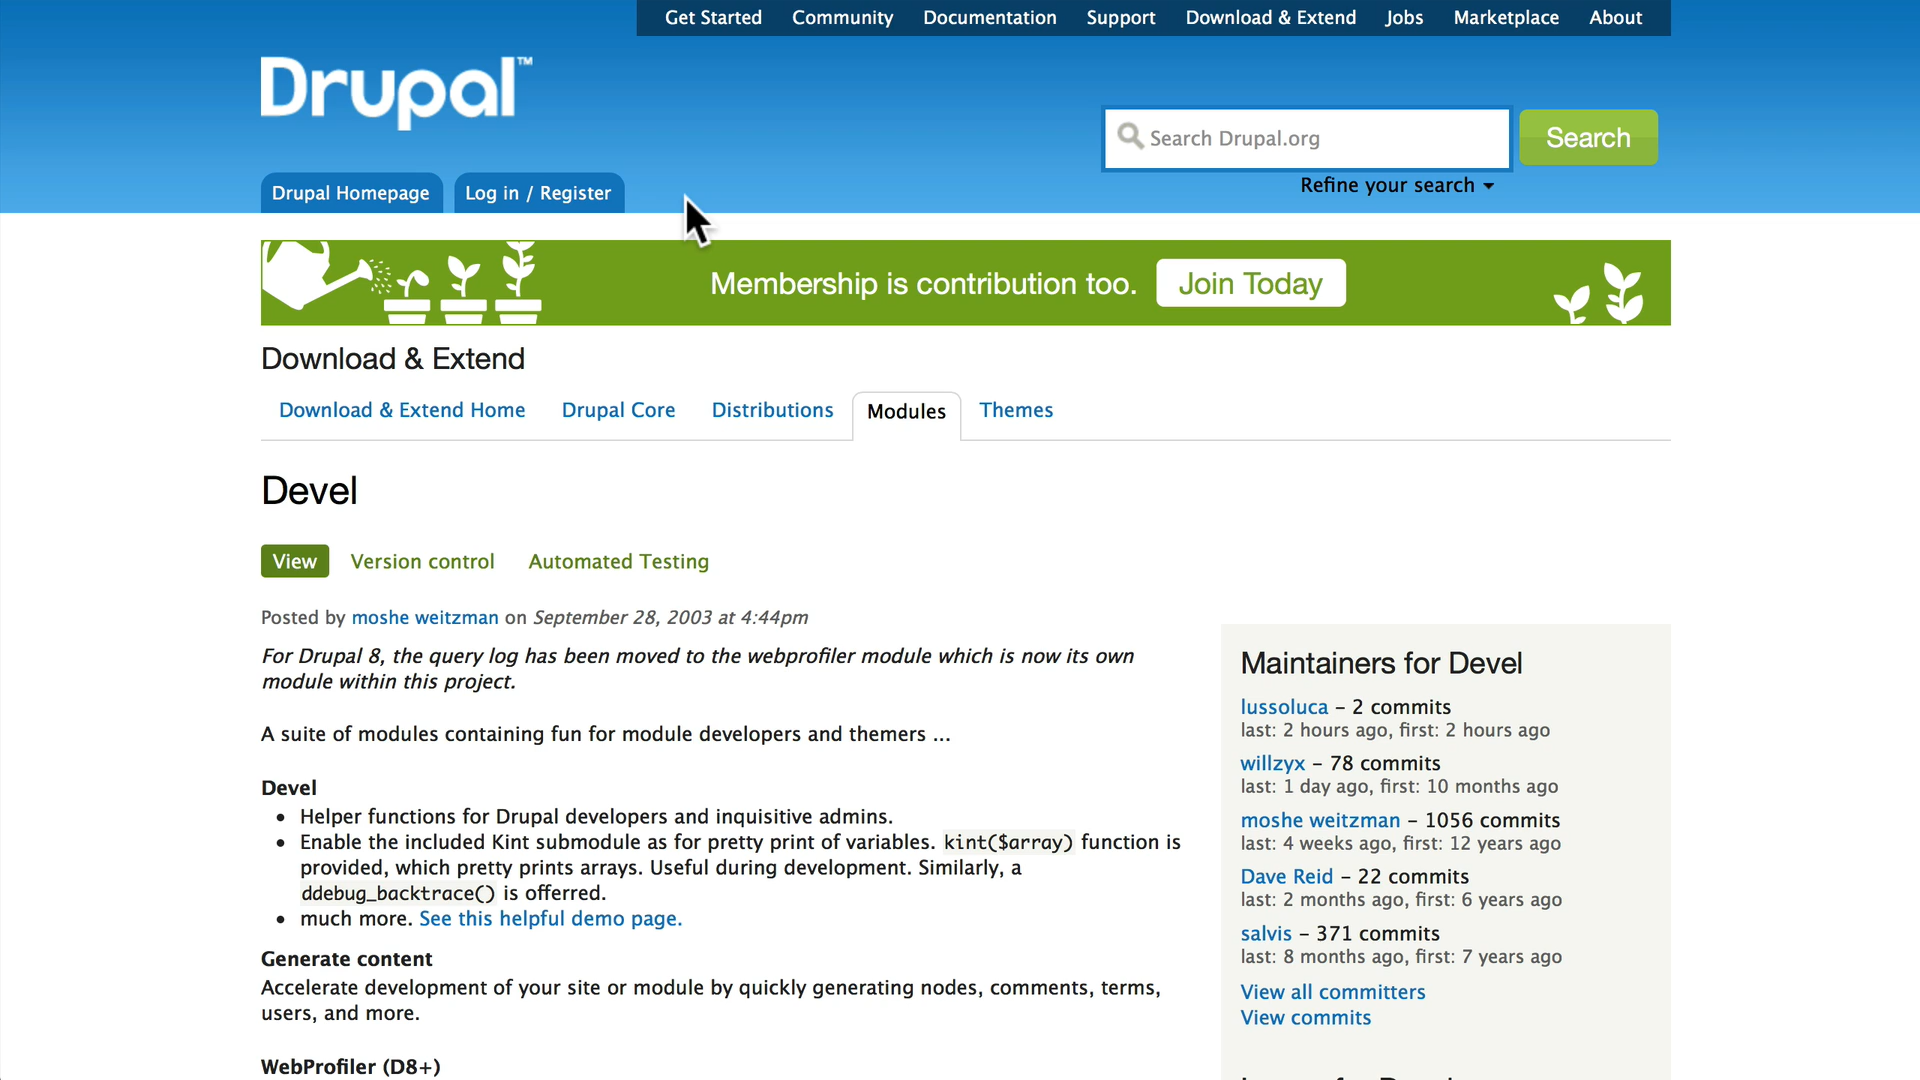 Get Started Community Documentation Support Download & Extend Jobs Marketplace About
Drupal™
Search Drupal.org Search
Refine your search
Drupal Homepage Log in / Register
Membership is contribution too. Join Today
Download & Extend
Download & Extend Home Drupal Core Distributions Modules Themes
Devel
View Version control Automated Testing
Posted by moshe weitzman on September 28, 2003 at 4:44pm
For Drupal 8, the query log has been moved to the webprofiler module which is now its own
module within this project.
A suite of modules containing fun for module developers and themers ...
Devel
• Helper functions for Drupal developers and inquisitive admins.
• Enable the included Kint submodule as for pretty print of variables. kint($array) function is
provided, which pretty prints arrays. Useful during development. Similarly, a
ddebug_backtrace() is offerred.
• much more. See this helpful demo page.
Generate content
Accelerate development of your site or module by quickly generating nodes, comments, terms,
users, and more.
WebProfiler (D8+)
Maintainers for Devel
lussoluca – 2 commits
last: 2 hours ago, first: 2 hours ago
willzyx – 78 commits
last: 1 day ago, first: 10 months ago
moshe weitzman – 1056 commits
last: 4 weeks ago, first: 12 years ago
Dave Reid – 22 commits
last: 2 months ago, first: 6 years ago
salvis – 371 commits
last: 8 months ago, first: 7 years ago
View all committers
View commits